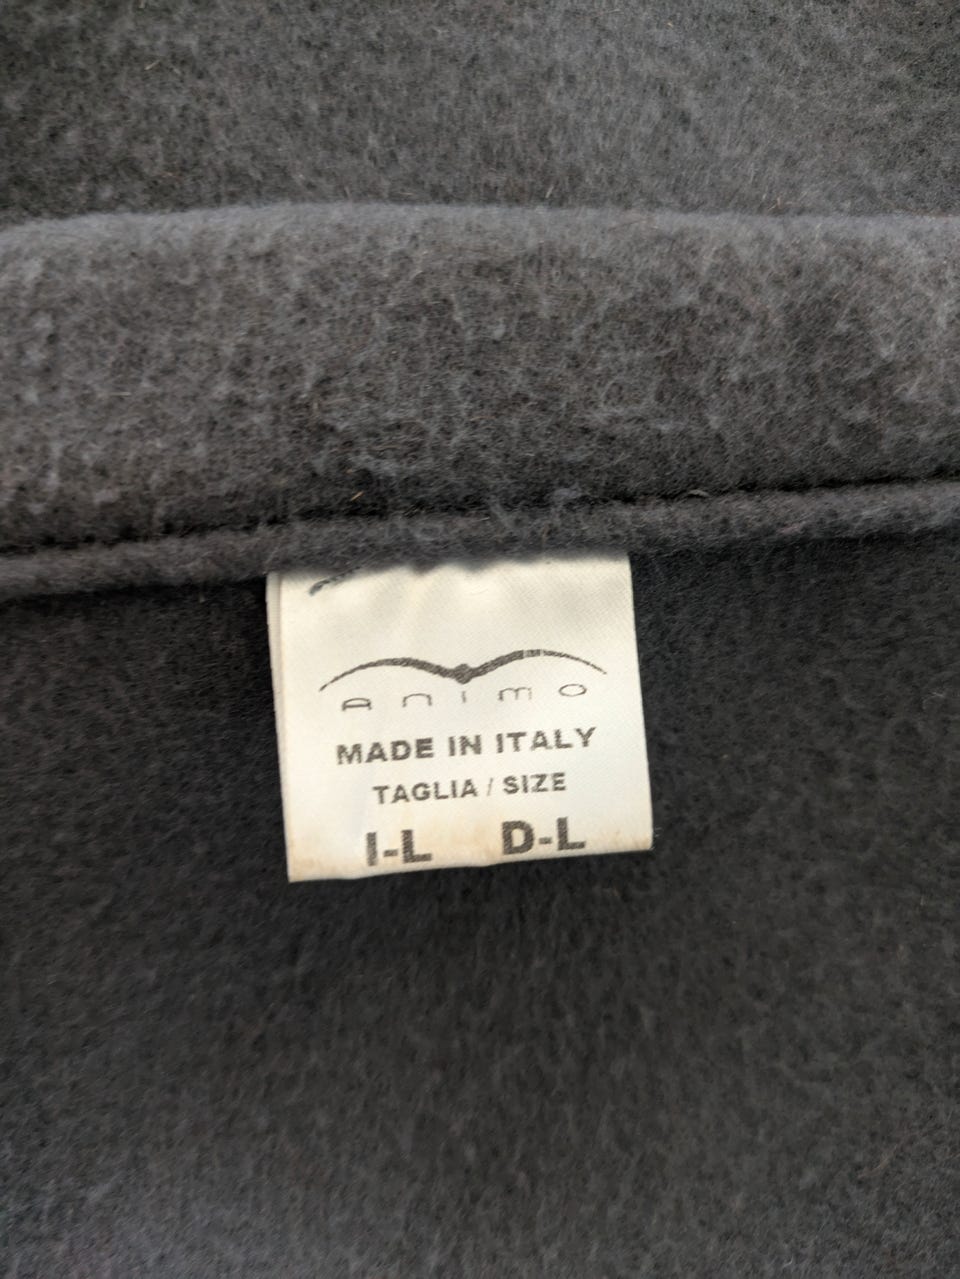 animo
MADE IN ITALY
TAGLIA / SIZE
I-L D-L